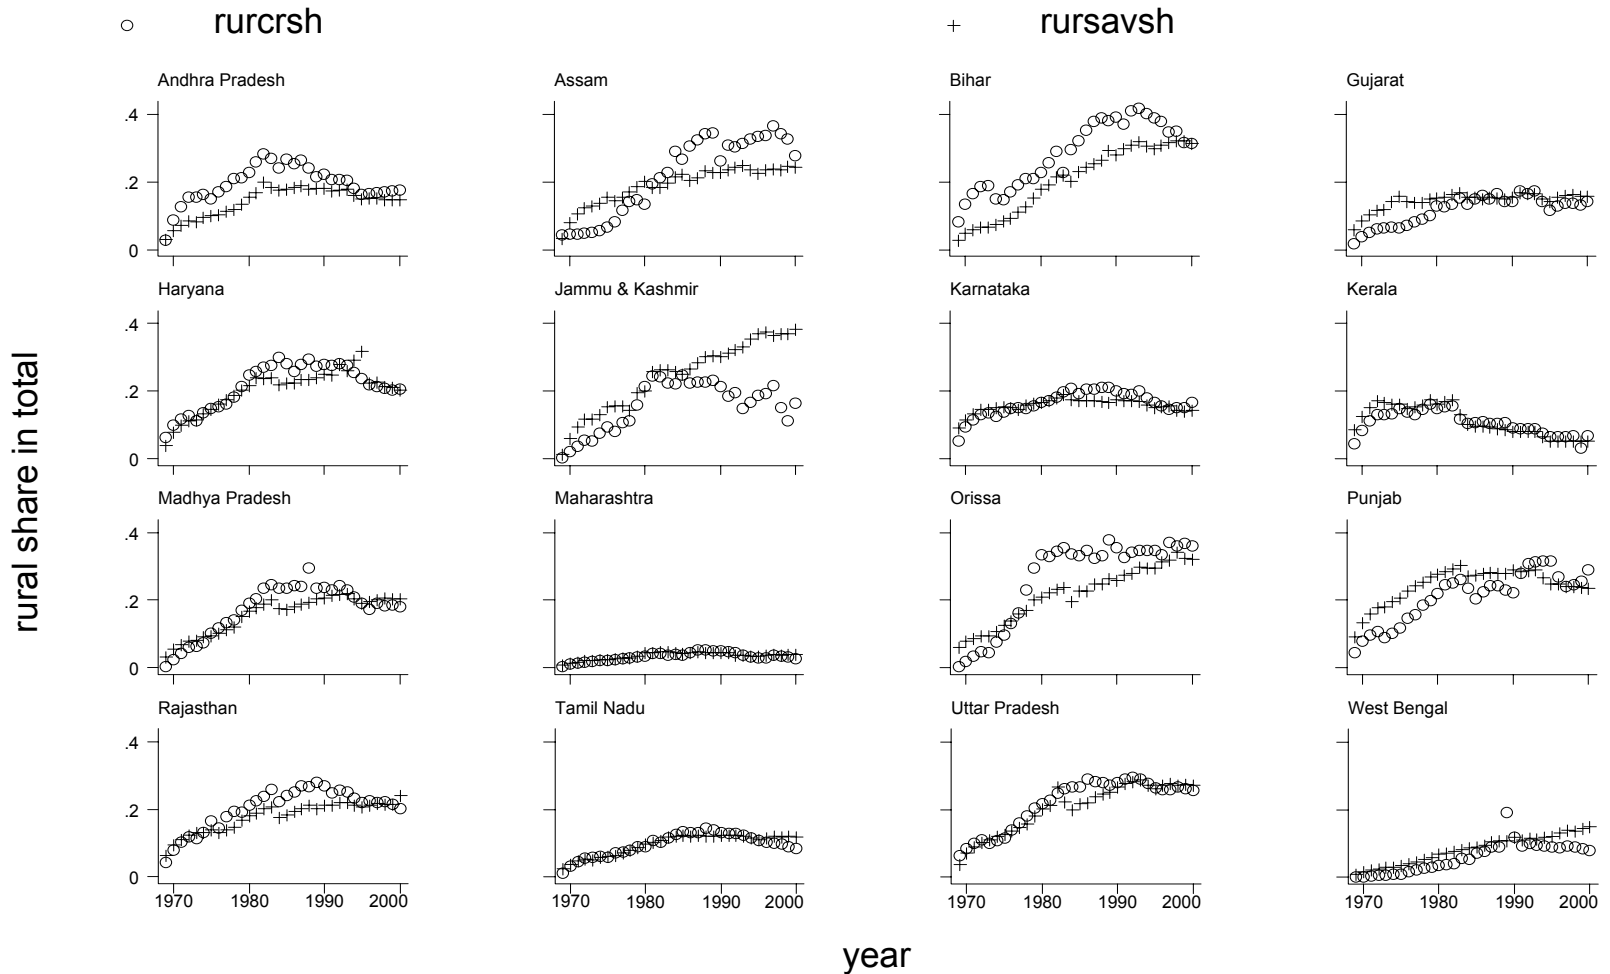 rurcrsh rursavsh
Andhra Pradesh Assam Bihar Gujarat
.4
.2
0
Haryana Jammu & Kashmir Karnataka Kerala
.4
.2
0
Madhya Pradesh Maharashtra Orissa Punjab
.4
.2
0
Rajasthan Tamil Nadu Uttar Pradesh West Bengal
.4
.2
0
1970 1980 1990 2000 1970 1980 1990 2000 1970 1980 1990 2000 1970 1980 1990 2000
rural share in total
year